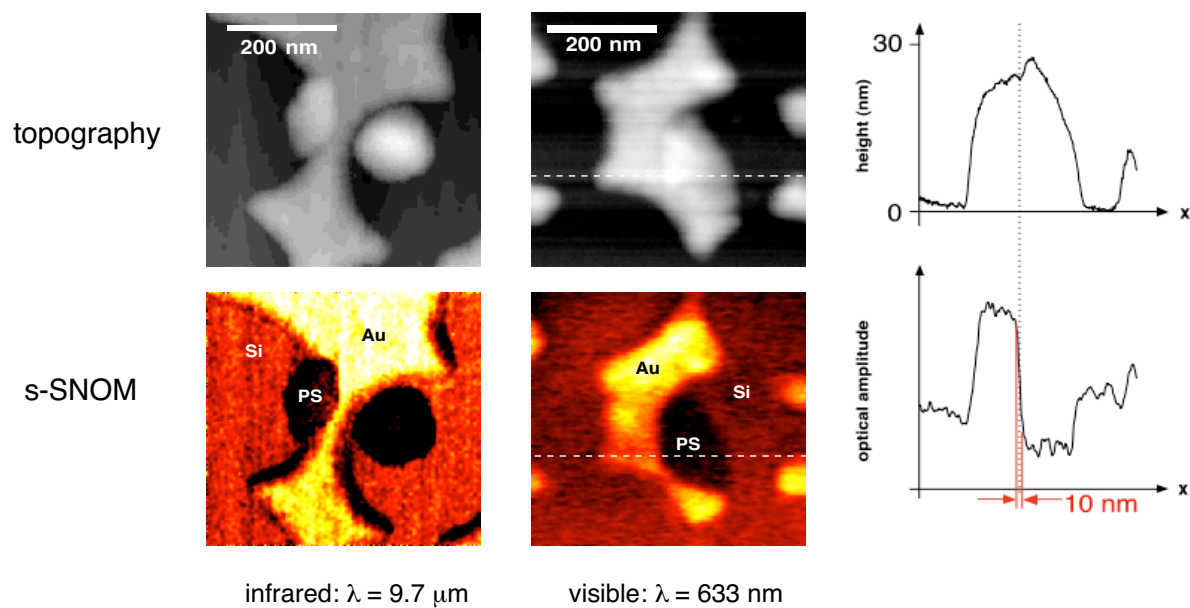 topography
200 nm
200 nm
30
0
height (nm)
x
s-SNOM
Si
Au
PS
Au
Si
PS
optical amplitude
x
10 nm
infrared: λ = 9.7 μm
visible: λ = 633 nm